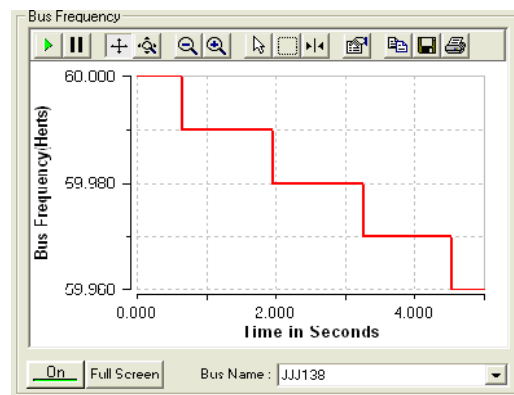 Bus Frequency
60.000
59.980
59.960
Bus Frequency(Herts)
0.000 2.000 4.000
Time in Seconds
On Full Screen Bus Name : JJJ138